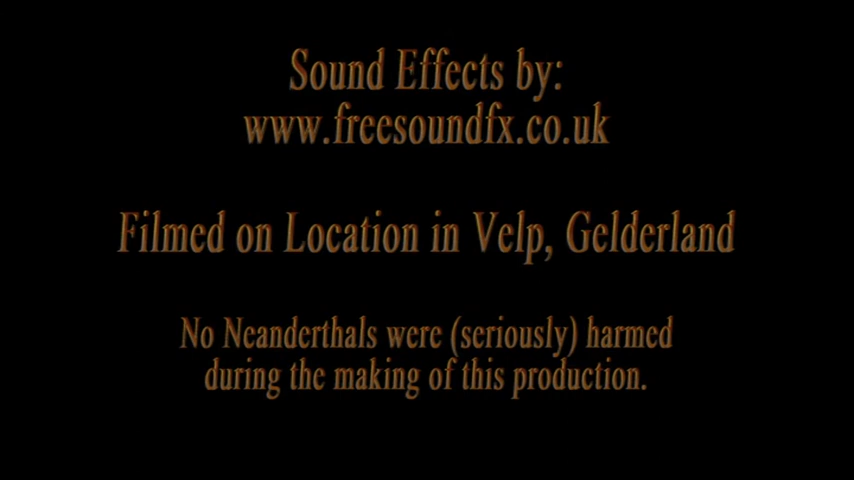 Sound Effects by:
www.freesoundfx.co.uk
Filmed on Location in Velp, Gelderland
No Neanderthals were (seriously) harmed
during the making of this production.